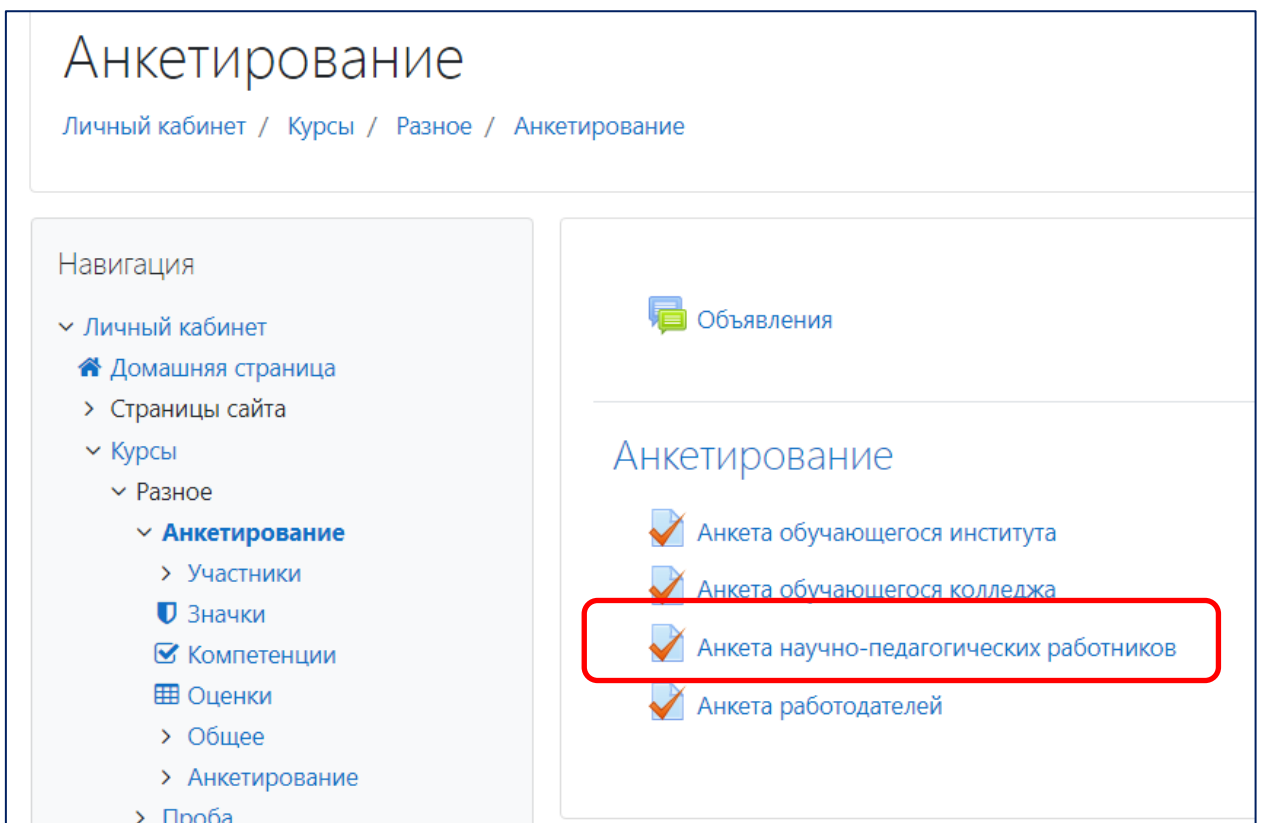 Анкетирование
Личный кабинет / Курсы / Разное / Анкетирование
Навигация
Личный кабинет
Домашняя страница
Страницы сайта
Курсы
Разное
Анкетирование
Участники
Значки
Компетенции
Оценки
Общее
Анкетирование
Проба
Объявления
Анкетирование
Анкета обучающегося института
Анкета обучающегося колледжа
Анкета научно-педагогических работников
Анкета работодателей